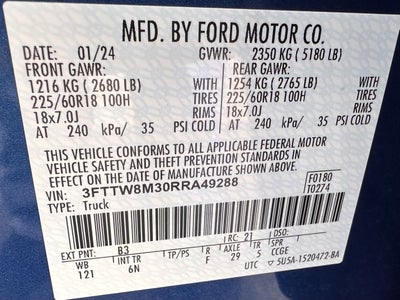 MFD. BY FORD MOTOR CO.
DATE: 01/24 GVWR: 2350 KG ( 5180 LB)
FRONT GAWR: REAR GAWR:
1216 KG ( 2680 LB) 1254 KG ( 2765 LB)
225/60R18 100H TIRES 225/60R18 100H TIRES
18x7.0J RIMS 18x7.0J RIMS
AT 240 kPa/ 35 PSI COLD AT 240 kPa/ 35 PSI COLD
THIS VEHICLE CONFORMS TO ALL APPLICABLE FEDERAL MOTOR
VEHICLE SAFETY AND THEFT PREVENTION STANDARDS IN EFFECT
ON THE DATE OF MANUFACTURE SHOWN ABOVE.
VIN: 3FTTW8M30RRA49288
TYPE: Truck
F0180
T0274
EXT PNT: B3 RC: 21 DSO:
WB INT TR TP/PS R AXLE TR SPR
121 6N F 29 5 CCGE
UTC 5U5A-1520472-BA